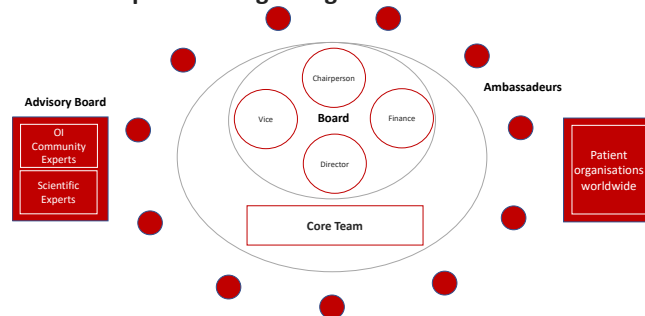 Chairperson
Ambassadeurs
Advisory Board
Vice
Board
Finance
OI
Community
Experts
Patient
organisations
worldwide
Director
Scientific
Experts
Core Team